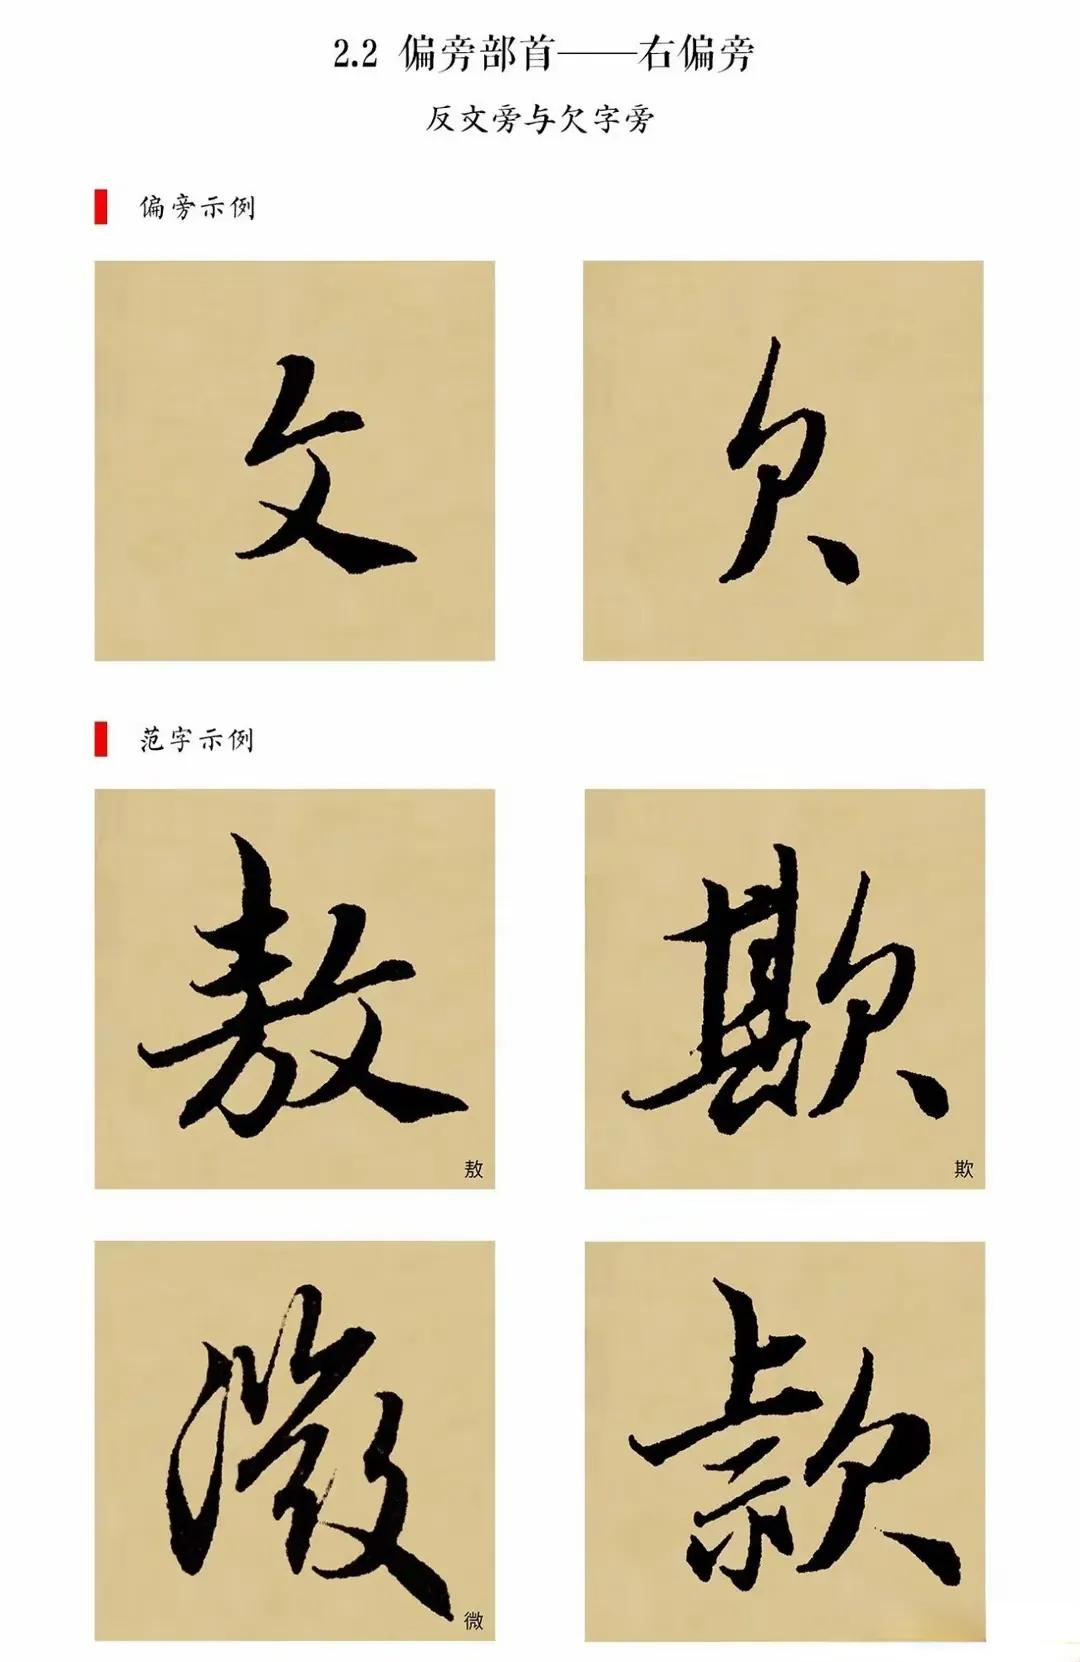 2.2 偏旁部首——右偏旁
反文旁与欠字旁
偏旁示例
攵 欠
范字示例
敖 欺
敖 欺
微 款
微